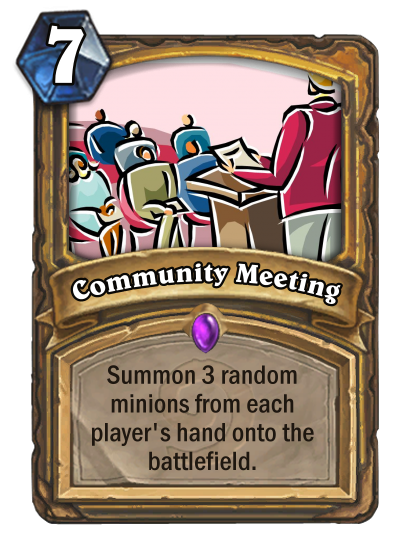 7
Community Meeting
Summon 3 random
minions from each
player's hand onto the
battlefield.